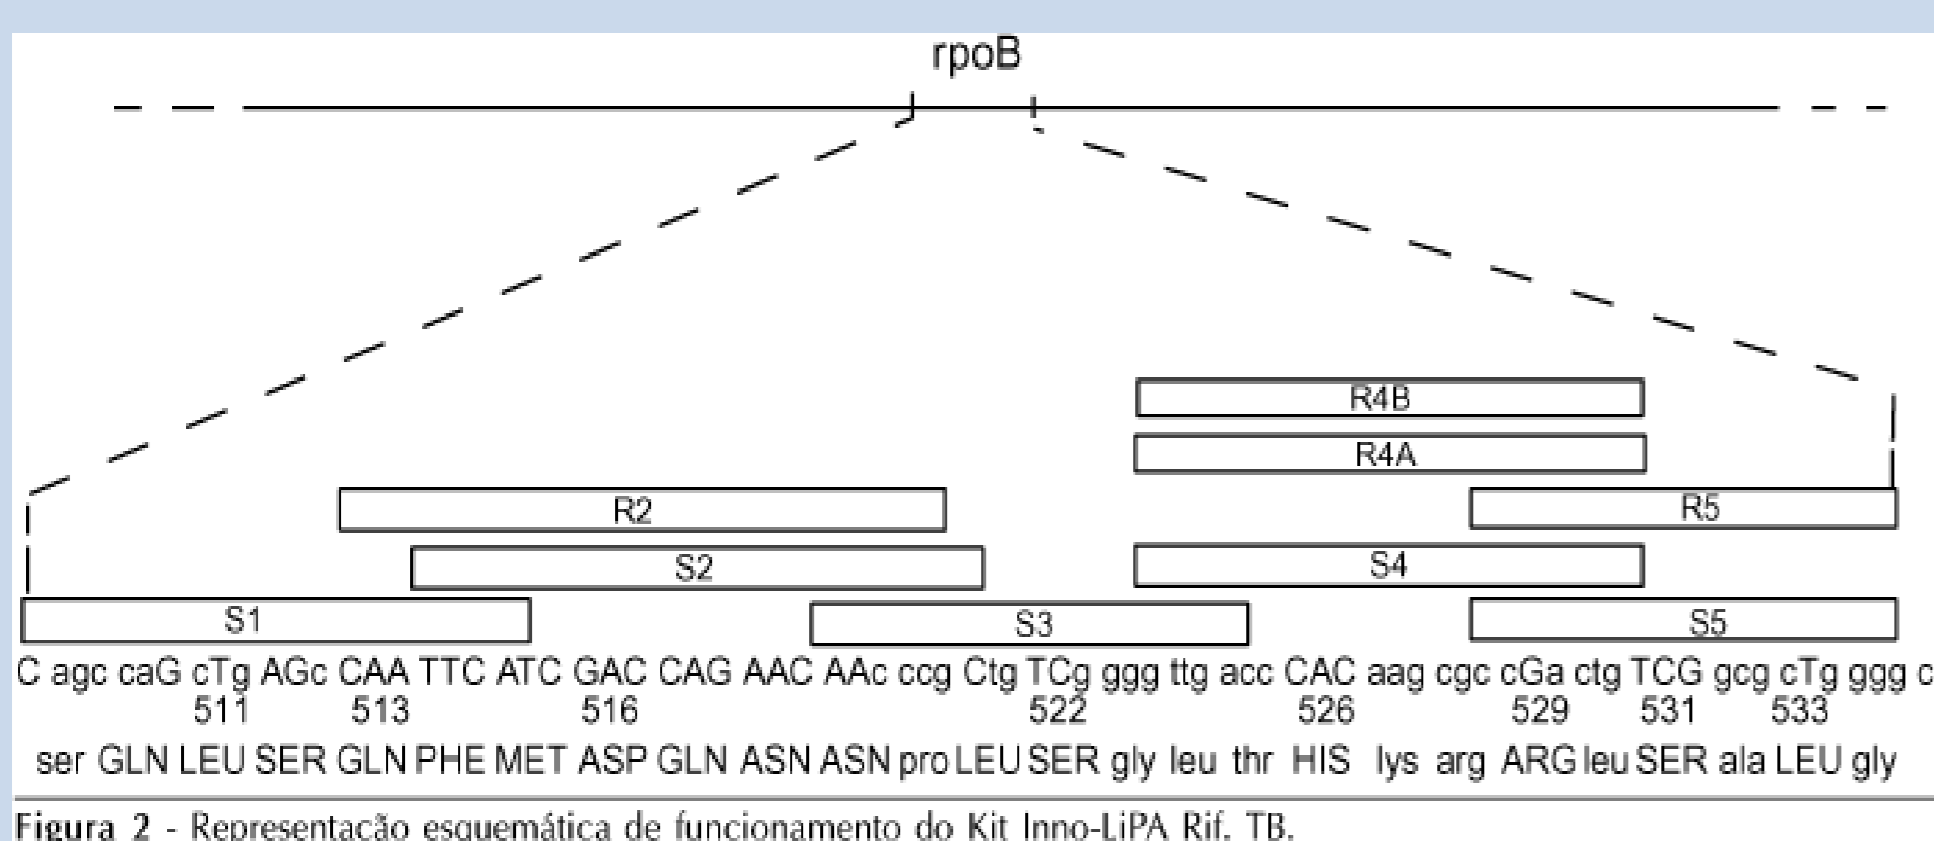 rpoB
R4B
R4A
R2 R5
S2 S4
S1 S3 S5
C agc caG cTg AGc CAA TTC ATC GAC CAG AAC AAc ccg Ctg TCg ggg ttg acc CAC aag cgc cGa ctg TCG gcg cTg ggg c
511 513 516 522 526 529 531 533
ser GLN LEU SER GLN PHE MET ASP GLN ASN ASN pro LEU SER gly leu thr HIS lys arg ARG leu SER ala LEU gly
Figura 2 - Representação esquemática de funcionamento do Kit Inno-LiPA Rif. TB.